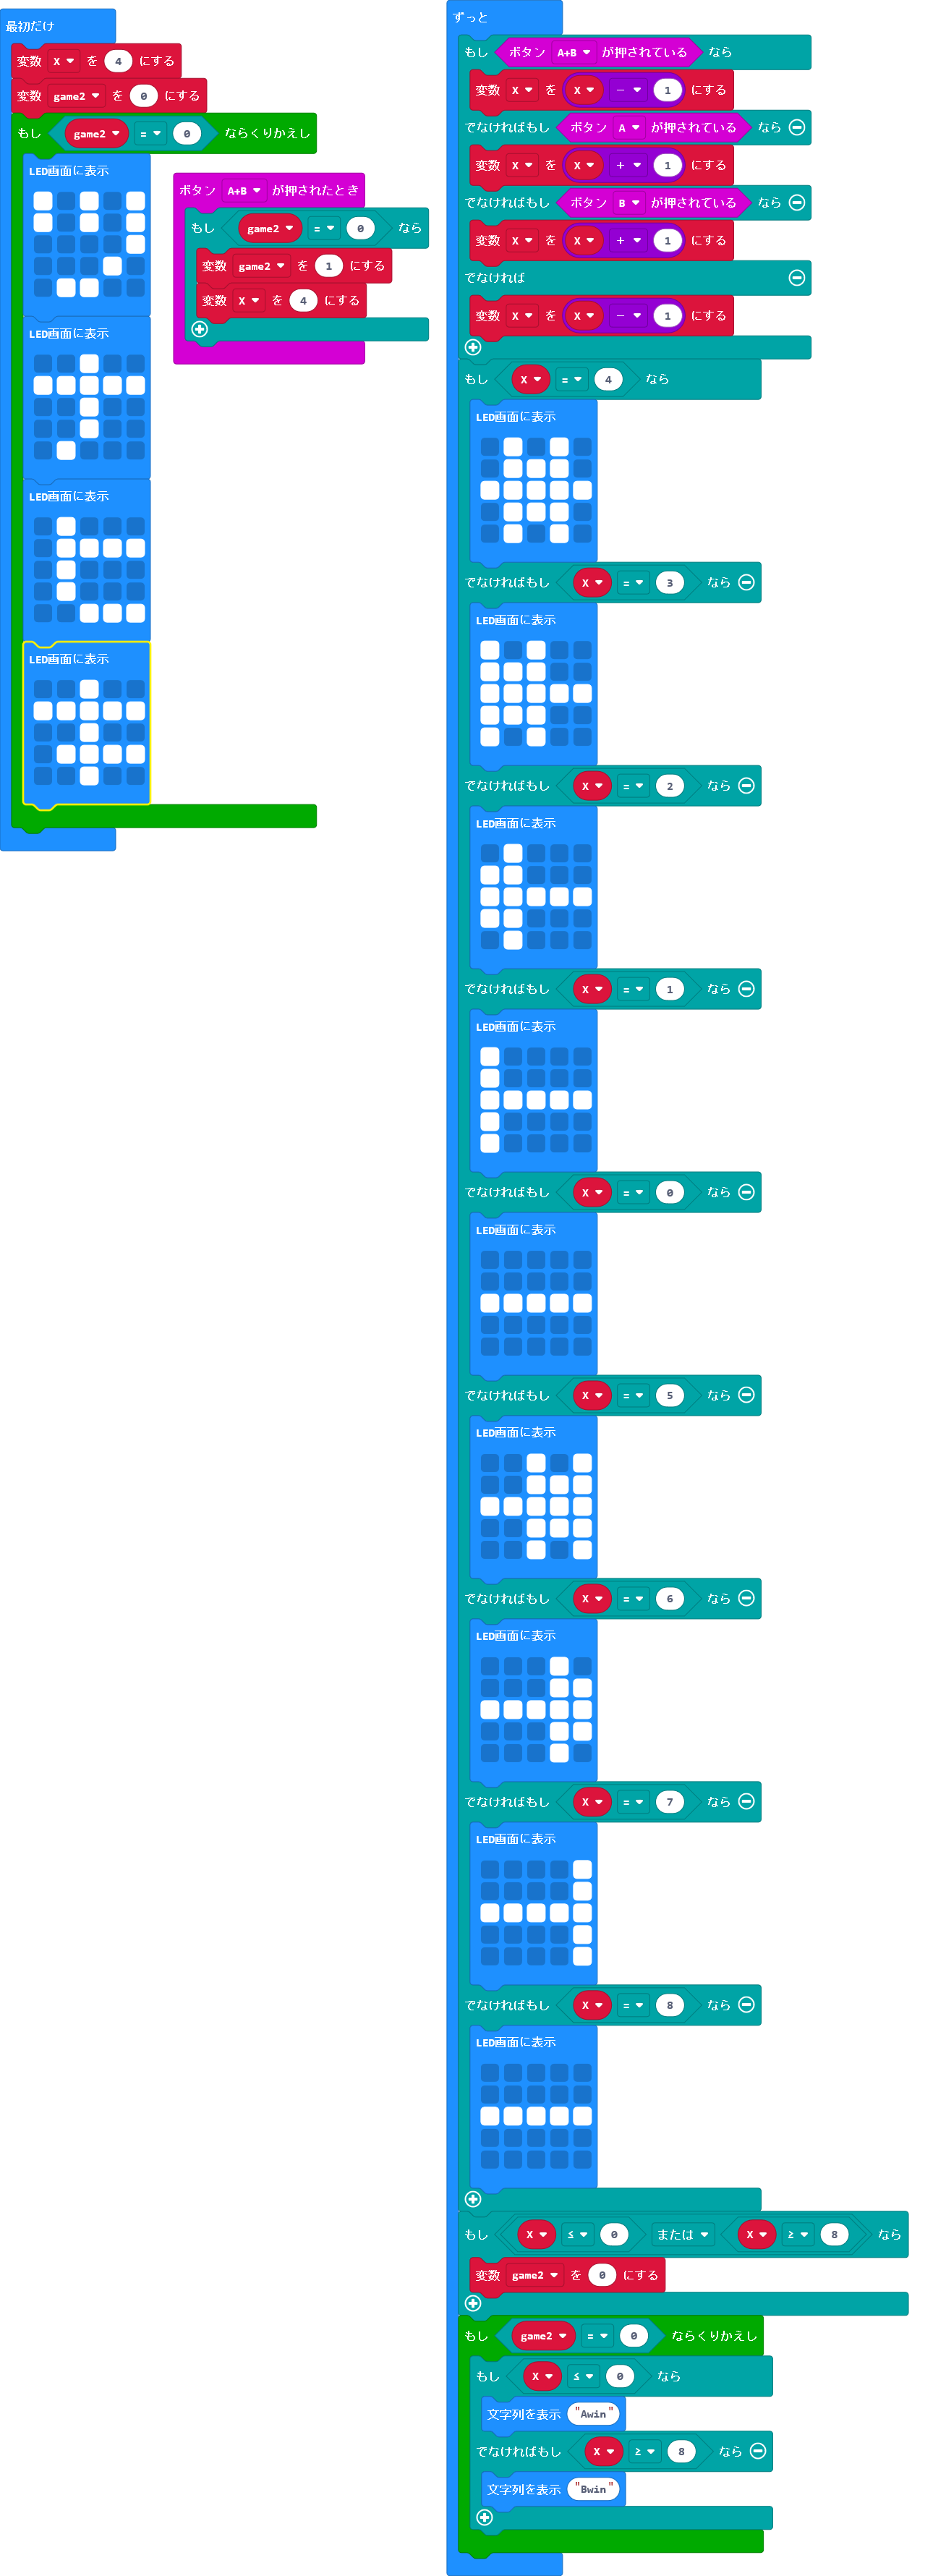 最初だけ
変数 X を 4 にする
変数 game2 を 0 にする
もし game2 = 0 ならくりかえし
LED画面に表示
LED画面に表示
LED画面に表示
LED画面に表示
ボタン A+B が押されたとき
もし game2 = 0 なら
変数 game2 を 1 にする
変数 X を 4 にする
ずっと
もし ボタン A+B が押されている なら
変数 X を X - 1 にする
でなければもし ボタン A が押されている なら
変数 X を X + 1 にする
でなければもし ボタン B が押されている なら
変数 X を X + 1 にする
でなければ
変数 X を X - 1 にする
もし X = 4 なら
LED画面に表示
でなければもし X = 3 なら
LED画面に表示
でなければもし X = 2 なら
LED画面に表示
でなければもし X = 1 なら
LED画面に表示
でなければもし X = 0 なら
LED画面に表示
でなければもし X = 5 なら
LED画面に表示
でなければもし X = 6 なら
LED画面に表示
でなければもし X = 7 なら
LED画面に表示
でなければもし X = 8 なら
LED画面に表示
もし X ≤ 0 または X ≥ 8 なら
変数 game2 を 0 にする
もし game2 = 0 ならくりかえし
もし X ≤ 0 なら
文字列を表示 "Awin"
でなければもし X ≥ 8 なら
文字列を表示 "Bwin"